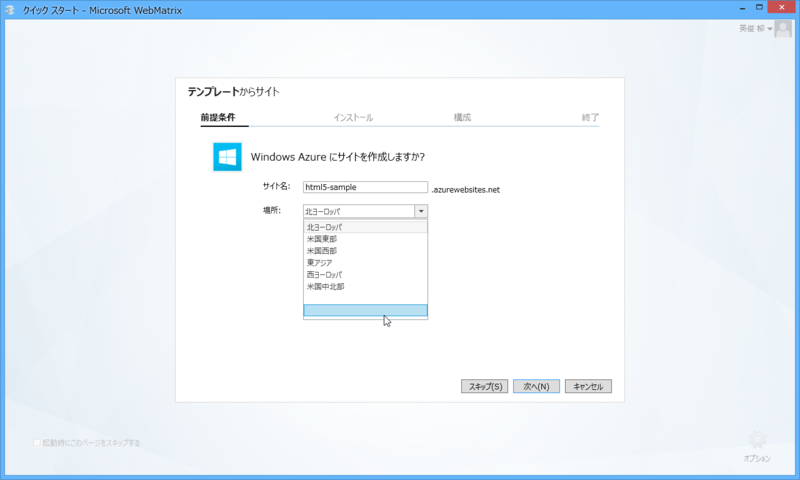 クイック スタート - Microsoft WebMatrix
英俊 柳
テンプレートからサイト
前提条件 インストール 構成 終了
Windows Azure にサイトを作成しますか?
サイト名: html5-sample .azurewebsites.net
場所: 北ヨーロッパ
北ヨーロッパ
米国東部
米国西部
東アジア
西ヨーロッパ
米国中北部
スキップ(S) 次へ(N) キャンセル
起動時にこのページをスキップする
オプション